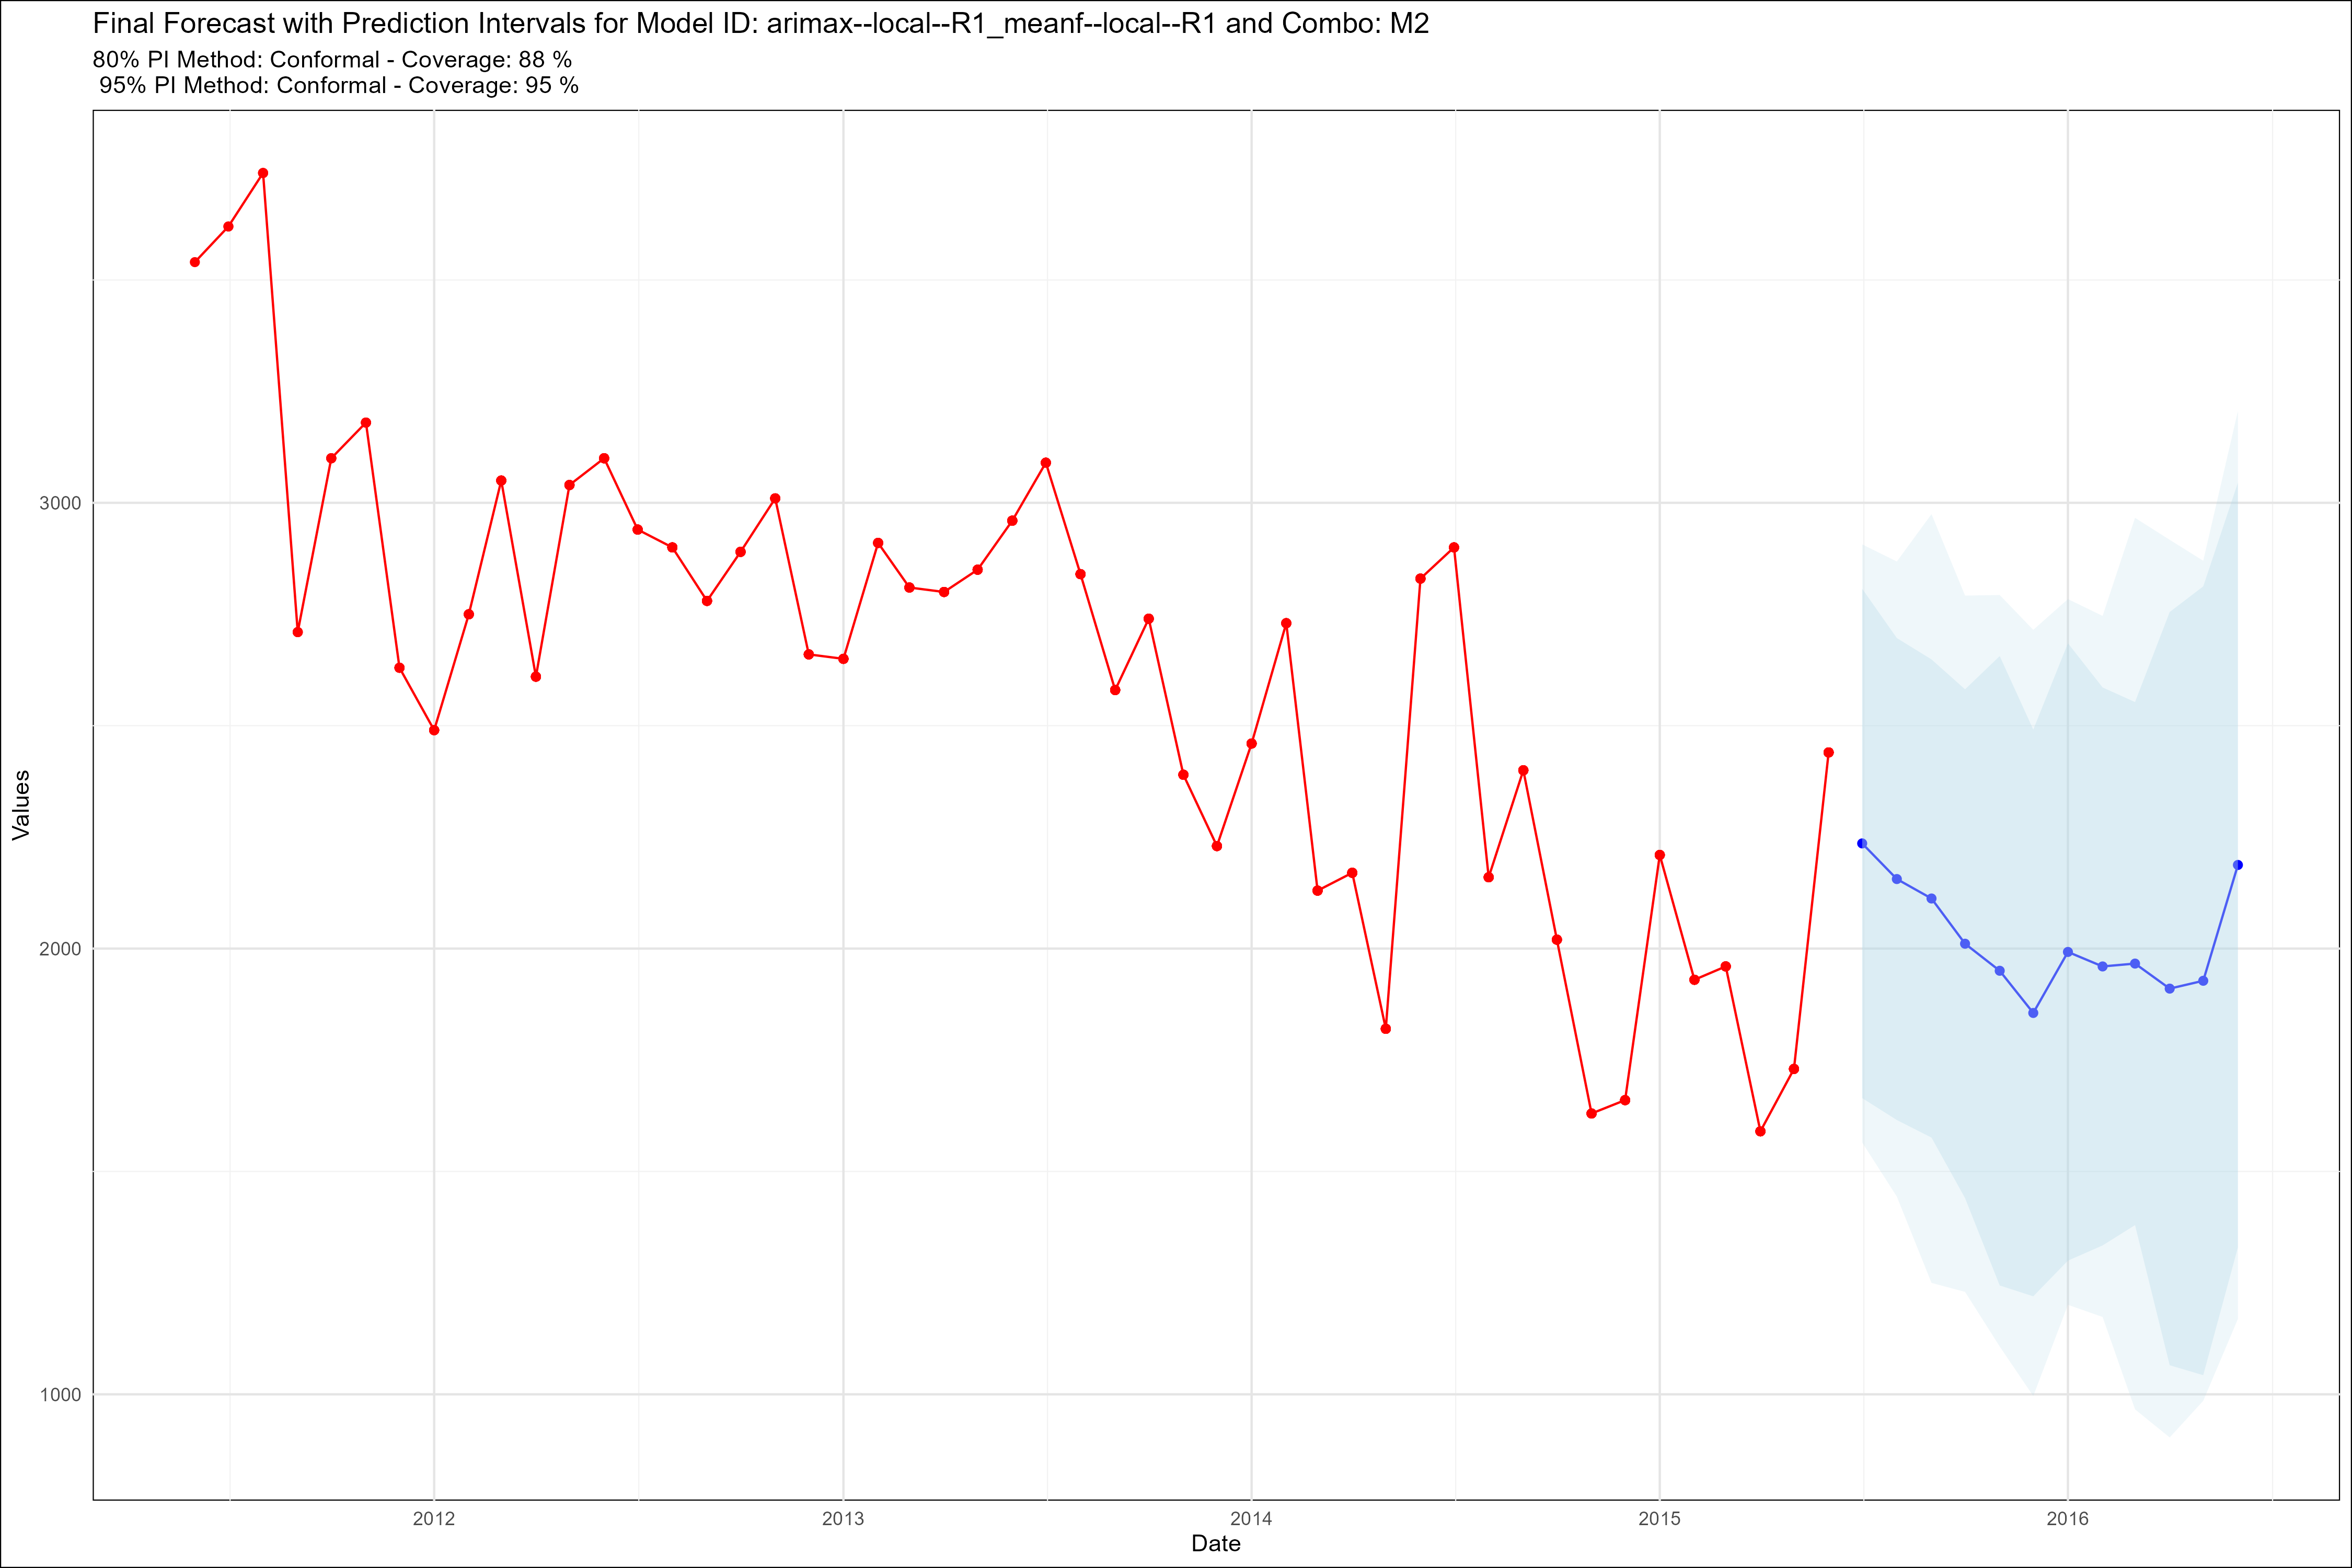 Final Forecast with Prediction Intervals for Model ID: arimax--local--R1_meanf--local--R1 and Combo: M2
80% PI Method: Conformal - Coverage: 88 %
95% PI Method: Conformal - Coverage: 95 %
Values
3000
2000
1000
2012
2013
2014
2015
2016
Date